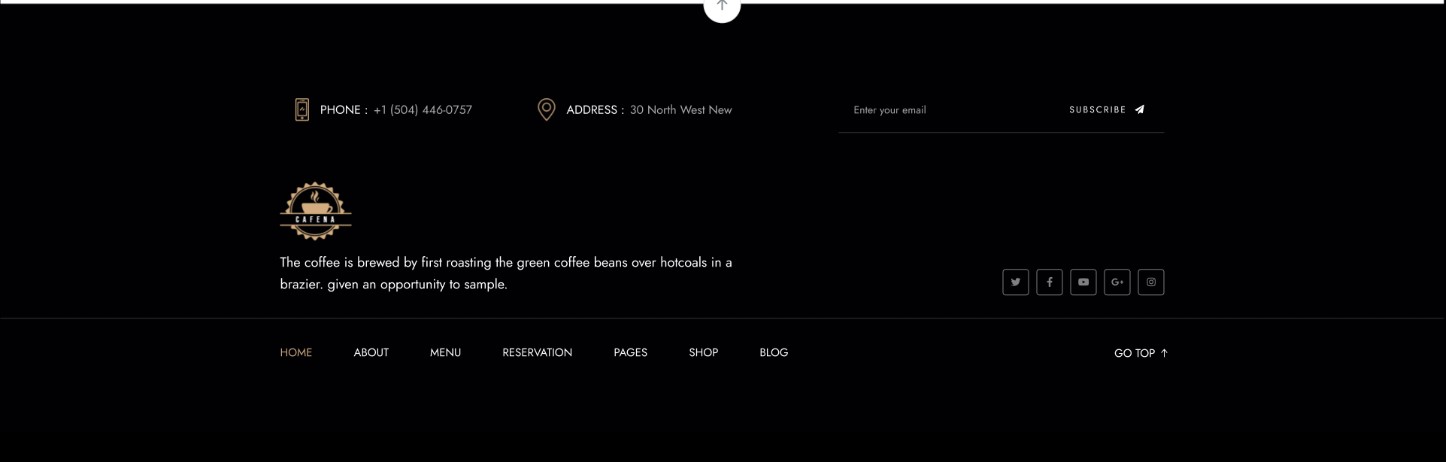 PHONE : +1 (504) 446-0757
ADDRESS : 30 North West New
Enter your email
SUBSCRIBE
CAFENA
The coffee is brewed by first roasting the green coffee beans over hotcoals in a
brazier. given an opportunity to sample.
G+
HOME ABOUT MENU RESERVATION PAGES SHOP BLOG
GO TOP ↑